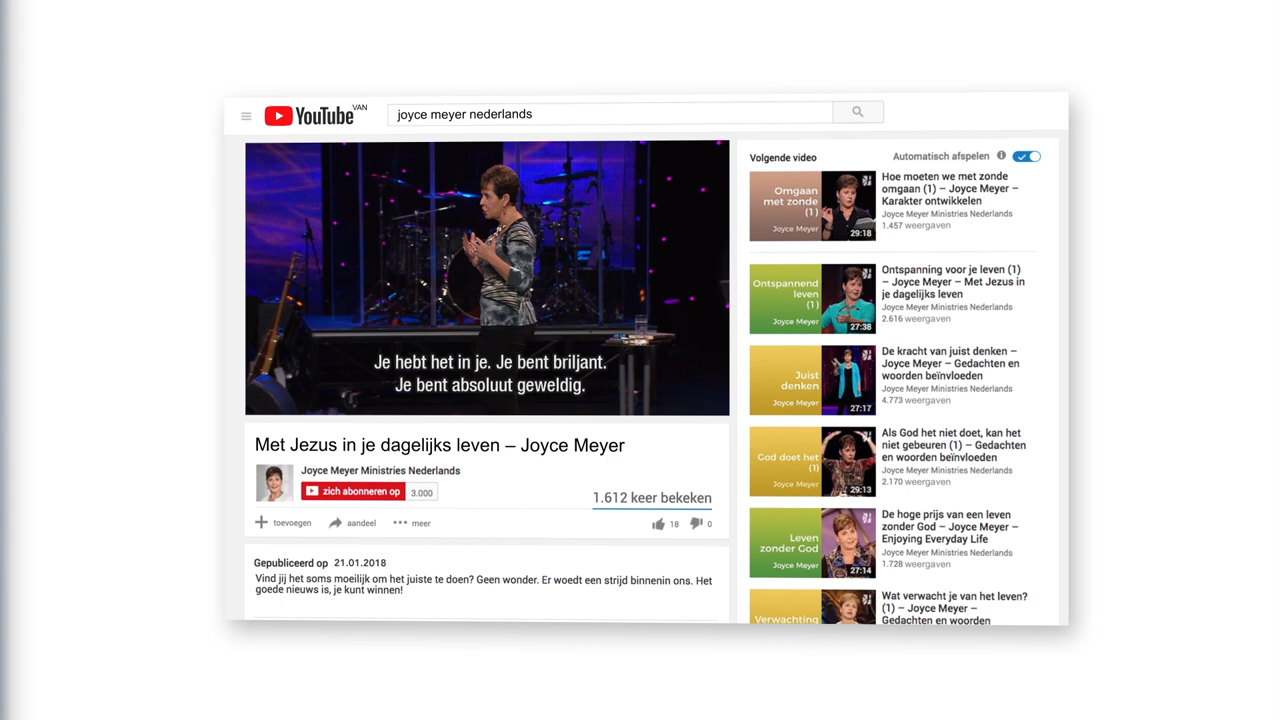 YouTube VAN
joyce meyer nederlands
Je hebt het in je. Je bent briljant.
Je bent absoluut geweldig.
Met Jezus in je dagelijks leven – Joyce Meyer
Joyce Meyer Ministries Nederlands
zich abonneren op 3.000
1.612 keer bekeken
toevoegen aandeel meer
18 0
Gepubliceerd op 21.01.2018
Vind jij het soms moeilijk om het juiste te doen? Geen wonder. Er woedt een strijd binnenin ons. Het
goede nieuws is, je kunt winnen!
Volgende video
Automatisch afspelen
Omgaan
met zonde
(1)
Joyce Meyer
29:18
Hoe moeten we met zonde
omgaan (1) – Joyce Meyer –
Karakter ontwikkelen
Joyce Meyer Ministries Nederlands
1.457 weergaven
Ontspannend
leven
(1)
Joyce Meyer
27:38
Ontspanning voor je leven (1)
– Joyce Meyer – Met Jezus in
je dagelijks leven
Joyce Meyer Ministries Nederlands
2.616 weergaven
Juist
denken
Joyce Meyer
27:17
De kracht van juist denken –
Joyce Meyer – Gedachten en
woorden beïnvloeden
Joyce Meyer Ministries Nederlands
4.773 weergaven
God doet het
(1)
Joyce Meyer
29:13
Als God het niet doet, kan het
niet gebeuren (1) – Gedachten
en woorden beïnvloeden
Joyce Meyer Ministries Nederlands
2.170 weergaven
Leven
zonder God
Joyce Meyer
27:14
De hoge prijs van een leven
zonder God – Joyce Meyer –
Enjoying Everyday Life
Joyce Meyer Ministries Nederlands
1.728 weergaven
Verwachting
Wat verwacht je van het leven?
(1) – Joyce Meyer –
Gedachten en woorden